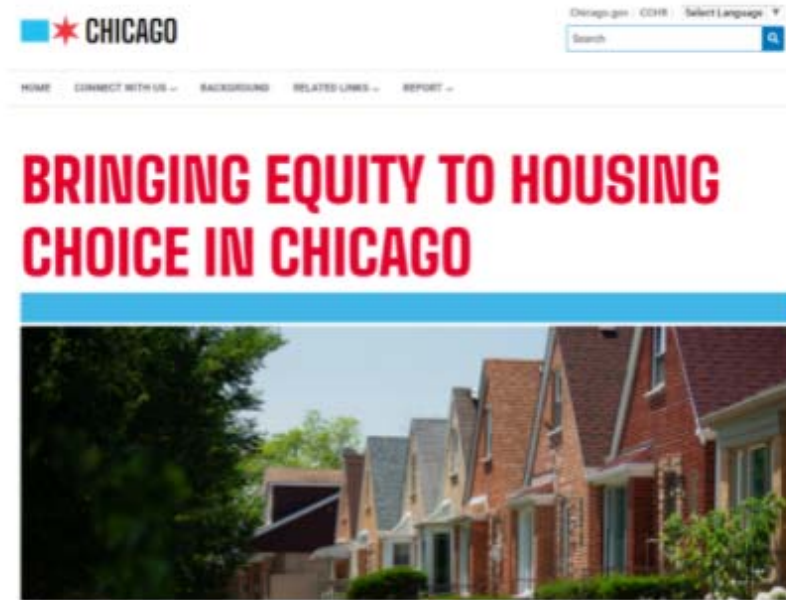 CHICAGO
Chicago.gov CCHR Select Language ▼
Search
HOME CONNECT WITH US BACKGROUND RELATED LINKS REPORT
BRINGING EQUITY TO HOUSING
CHOICE IN CHICAGO